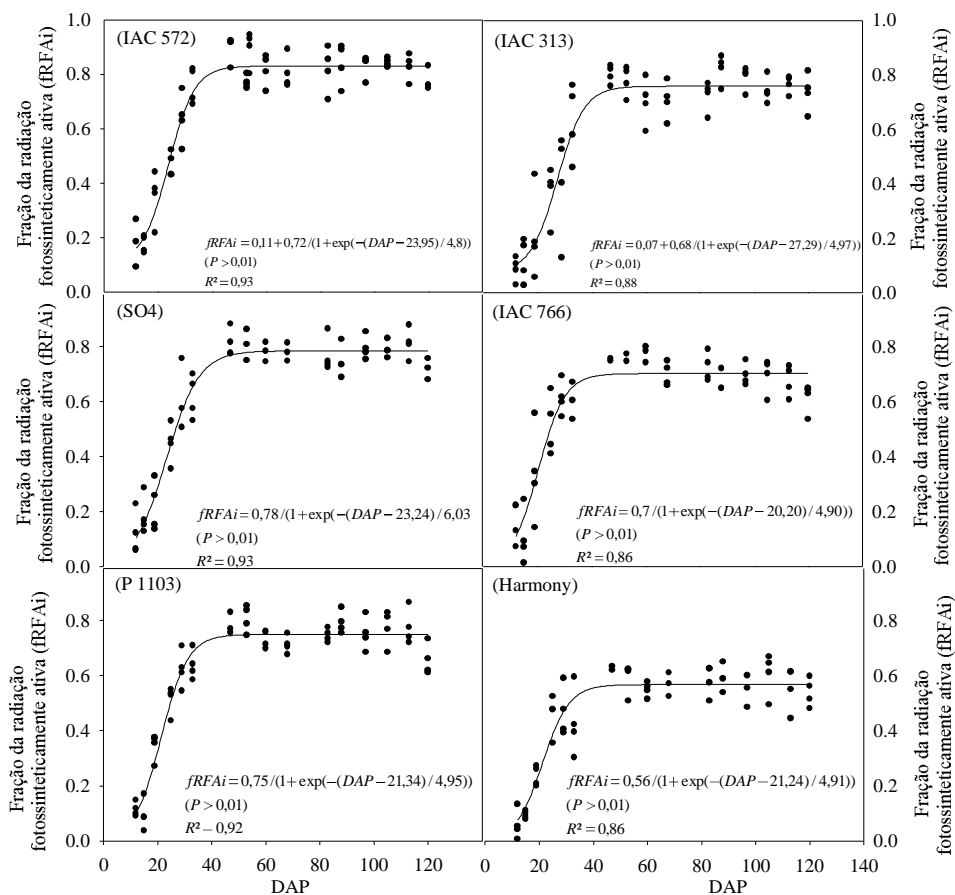 (IAC 572)
(IAC 313)
Fração da radiação
fotossinteticamente ativa (fRFAi)
1.0
0.8
0.6
0.4
0.2
0.0
fRFAi=0,11+0,72/(1+exp(−(DAP−23,95)/4,8))
(P>0,01)
R²=0,93
fRFAi=0,07+0,68/(1+exp(−(DAP−27,29)/4,97))
(P>0,01)
R²=0,88
1.0
0.8
0.6
0.4
0.2
0.0
Fração da radiação
fotossinteticamente ativa (fRFAi)
(SO4)
(IAC 766)
Fração da radiação
fotossinteticamente ativa (fRFAi)
0.8
0.6
0.4
0.2
0.0
fRFAi=0,78/(1+exp(−(DAP−23,24)/6,03
(P>0,01)
R²=0,93
fRFAi=0,7/(1+exp(−(DAP−20,20)/4,90))
(P>0,01)
R²=0,86
0.8
0.6
0.4
0.2
0.0
Fração da radiação
fotossinteticamente ativa (fRFAi)
(P 1103)
(Harmony)
Fração da radiação
fotossinteticamente ativa (fRFAi)
0.8
0.6
0.4
0.2
0.0
fRFAi=0,75/(1+exp(−(DAP−21,34)/4,95))
(P>0,01)
R²−0,92
fRFAi=0,56/(1+exp(−(DAP−21,24)/4,91))
(P>0,01)
R²=0,86
0.8
0.6
0.4
0.2
0.0
Fração da radiação
fotossinteticamente ativa (fRFAi)
0 20 40 60 80 100 120
0 20 40 60 80 100 120 140
DAP
DAP